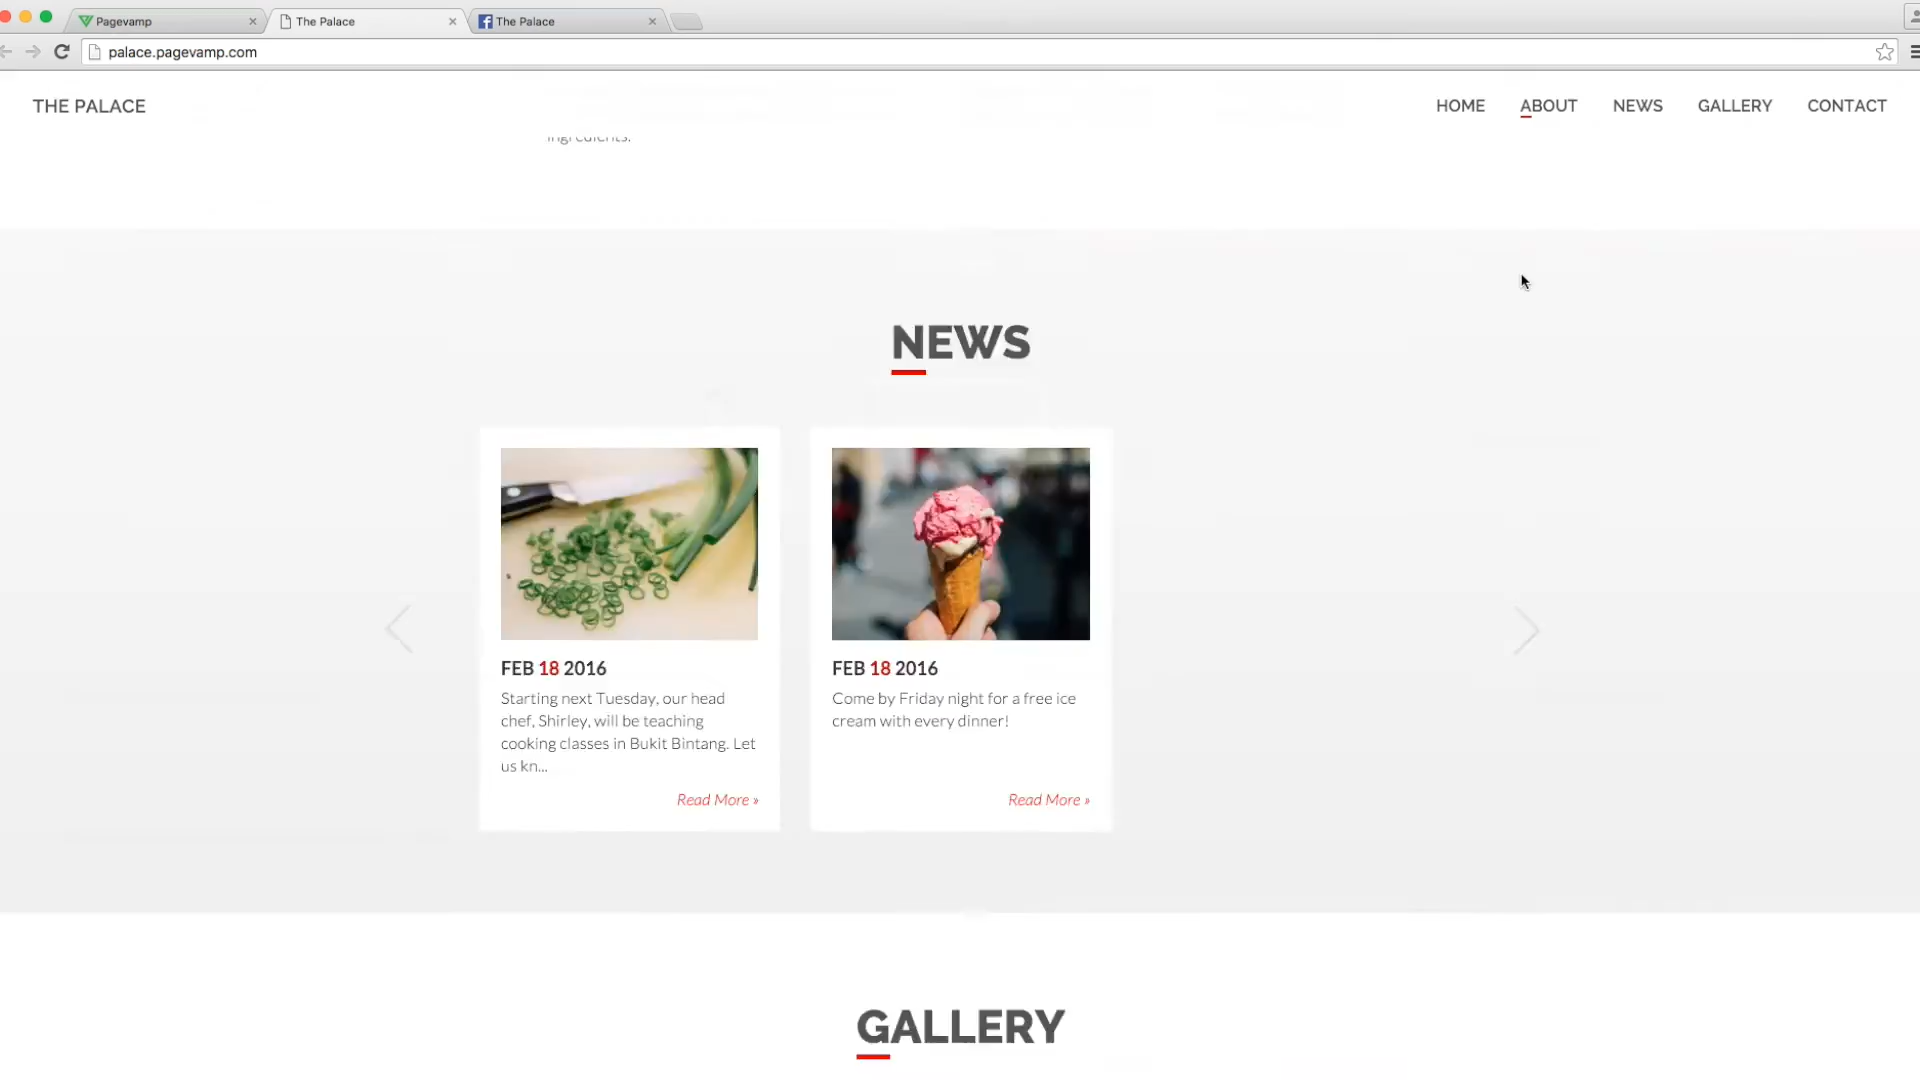 Pagevamp
The Palace
The Palace
palace.pagevamp.com
THE PALACE
HOME
ABOUT
NEWS
GALLERY
CONTACT
ingredients.
NEWS
FEB 18 2016
Starting next Tuesday, our head
chef, Shirley, will be teaching
cooking classes in Bukit Bintang. Let
us kn...
Read More »
FEB 18 2016
Come by Friday night for a free ice
cream with every dinner!
Read More »
GALLERY